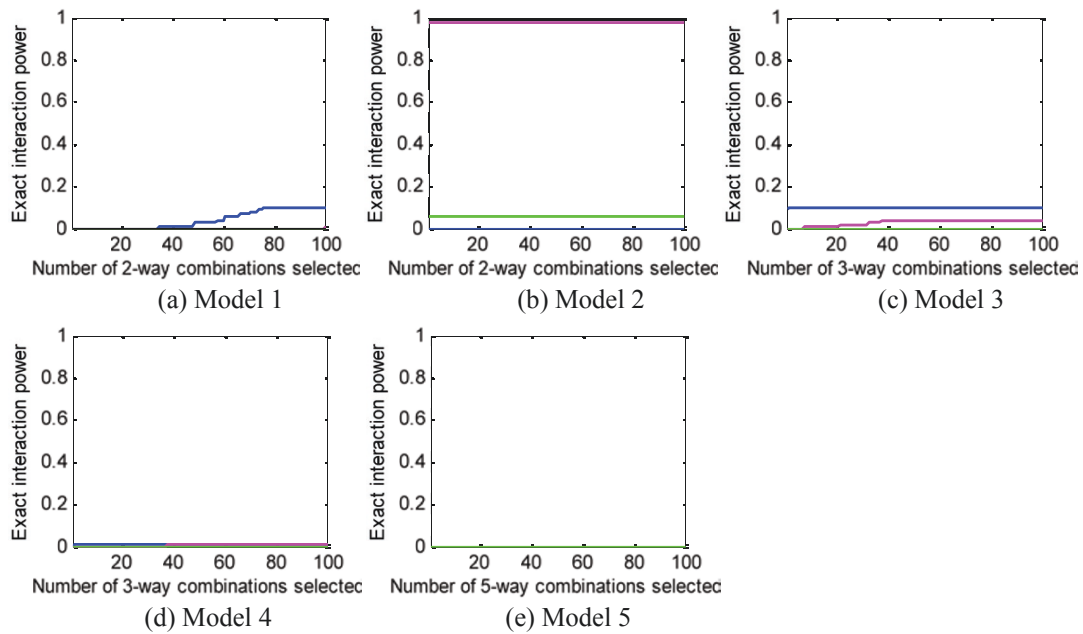 Exact interaction power
1
0.8
0.6
0.4
0.2
0
20 40 60 80 100
Number of 2-way combinations selected
(a) Model 1
Exact interaction power
1
0.8
0.6
0.4
0.2
0
20 40 60 80 100
Number of 2-way combinations selected
(b) Model 2
Exact interaction power
1
0.8
0.6
0.4
0.2
0
20 40 60 80 100
Number of 3-way combinations selected
(c) Model 3
Exact interaction power
1
0.8
0.6
0.4
0.2
0
20 40 60 80 100
Number of 3-way combinations selected
(d) Model 4
Exact interaction power
1
0.8
0.6
0.4
0.2
0
20 40 60 80 100
Number of 5-way combinations selected
(e) Model 5